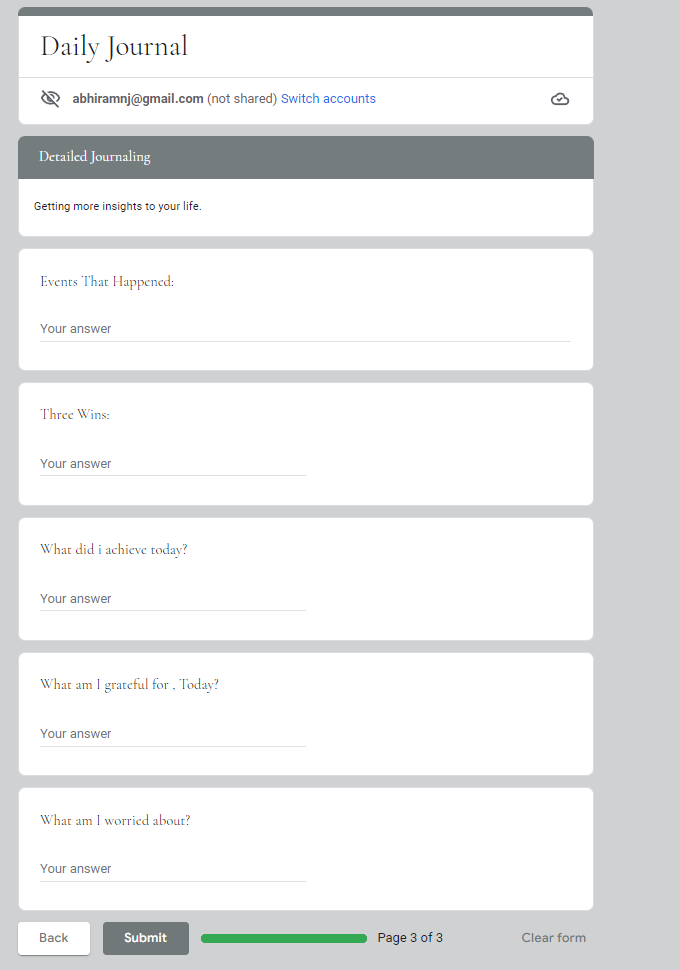 Daily Journal
abhiramnj@gmail.com (not shared) Switch accounts
Detailed Journaling
Getting more insights to your life.
Events That Happened:
Your answer
Three Wins:
Your answer
What did i achieve today?
Your answer
What am I grateful for , Today?
Your answer
What am I worried about?
Your answer
Back Submit Page 3 of 3 Clear form